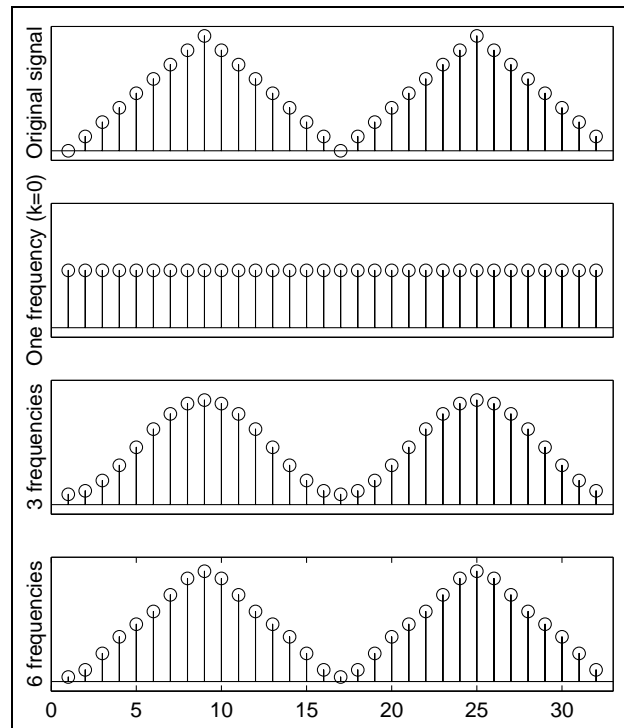 Original signal
One frequency (k=0)
3 frequencies
6 frequencies
0 5 10 15 20 25 30